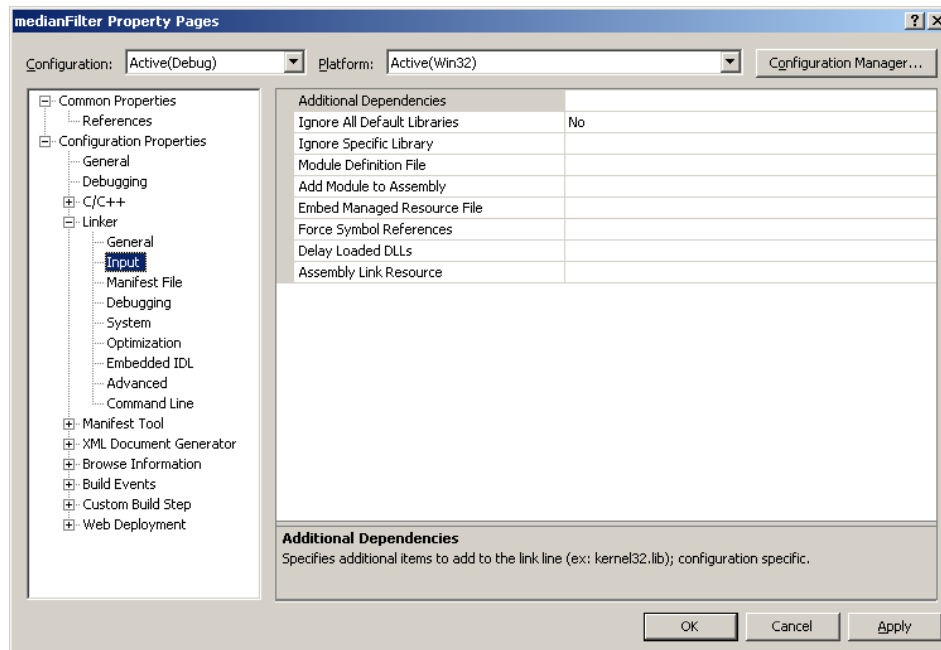 medianFilter Property Pages
Configuration: Active(Debug) Platform: Active(Win32) Configuration Manager...
Common Properties
References
Configuration Properties
General
Debugging
C/C++
Linker
General
Input
Manifest File
Debugging
System
Optimization
Embedded IDL
Advanced
Command Line
Manifest Tool
XML Document Generator
Browse Information
Build Events
Custom Build Step
Web Deployment
Additional Dependencies
Ignore All Default Libraries No
Ignore Specific Library
Module Definition File
Add Module to Assembly
Embed Managed Resource File
Force Symbol References
Delay Loaded DLLs
Assembly Link Resource
Additional Dependencies
Specifies additional items to add to the link line (ex: kernel32.lib); configuration specific.
OK Cancel Apply